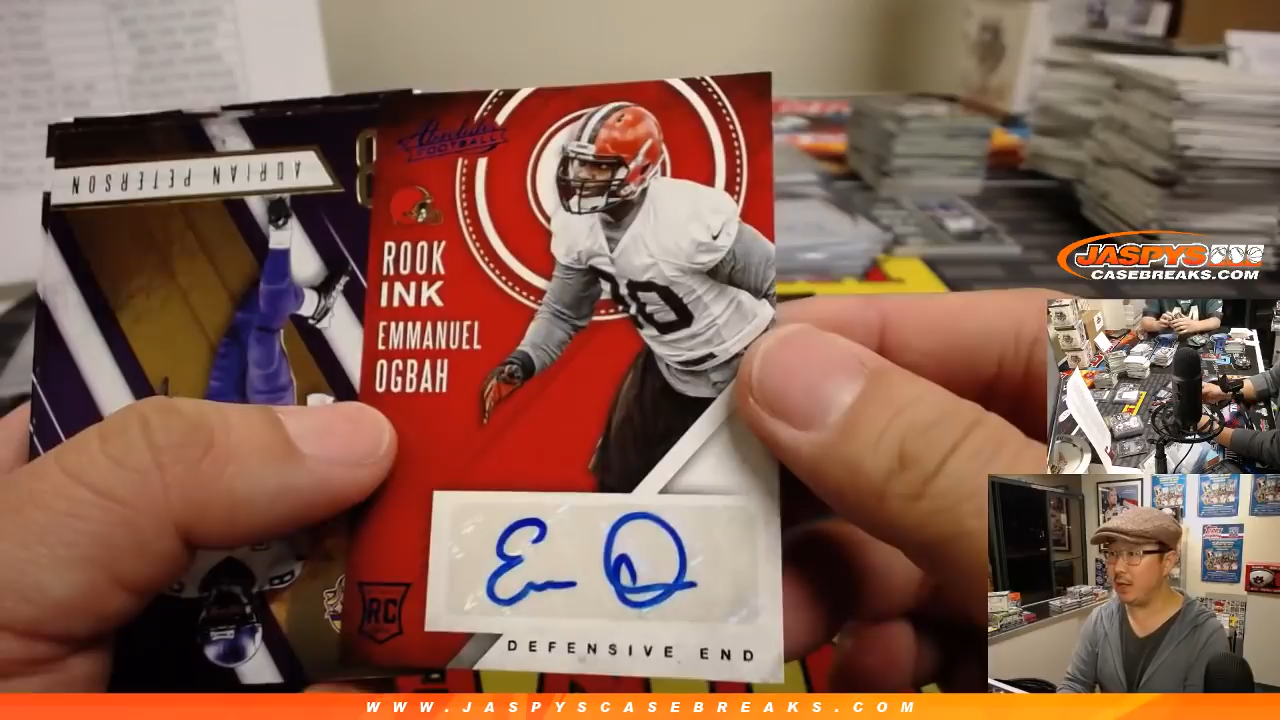 ADRIAN PETERSON
Absolute
FOOTBALL
ROOK
INK
EMMANUEL
OGBAH
RC
DEFENSIVE END
JASPYS
CASEBREAKS.COM
WWW.JASPYSCASEBREAKS.COM